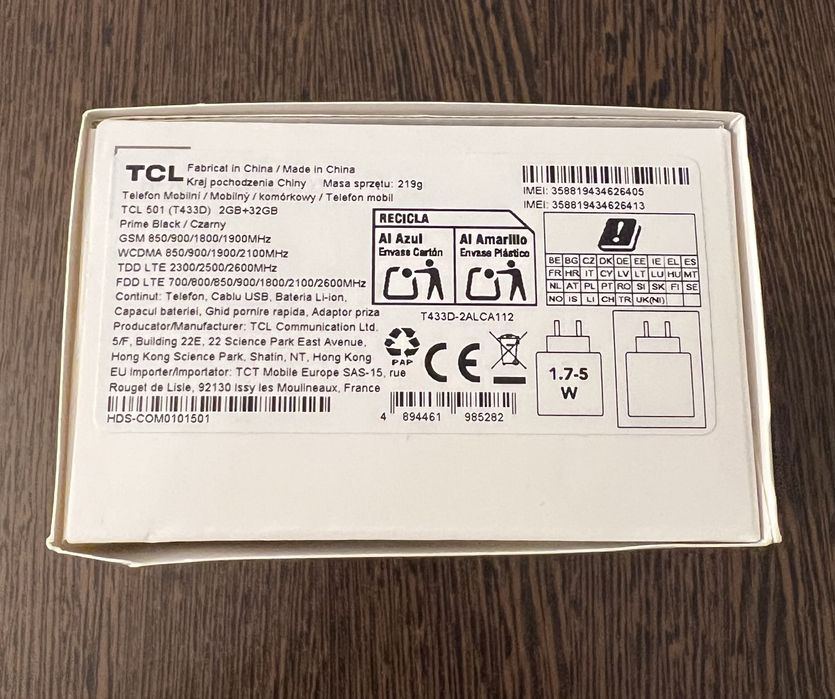 TCL
Fabricat in China / Made in China
Kraj pochodzenia Chiny Masa sprzętu: 219g
Telefon Mobilní / Mobilný / komórkowy / Telefon mobil
TCL 501 (T433D) 2GB+32GB
Prime Black / Czarny
GSM 850/900/1800/1900MHz
WCDMA 850/900/1900/2100MHz
TDD LTE 2300/2500/2600MHz
FDD LTE 700/800/850/900/1800/2100/2600MHz
Continut: Telefon, Cablu USB, Bateria Li-ion,
Capacul bateriei, Ghid pornire rapida, Adaptor priza
Producator/Manufacturer: TCL Communication Ltd.
5/F, Building 22E, 22 Science Park East Avenue,
Hong Kong Science Park, Shatin, NT, Hong Kong
EU Importer/Importator: TCT Mobile Europe SAS-15, rue
Rouget de Lisle, 92130 Issy les Moulineaux, France
HDS-COM0101501
IMEI: 358819434626405
IMEI: 358819434626413
RECICLA
Al Azul
Envase Cartón
Al Amarillo
Envase Plástico
BE BG CZ DK DE EE IE EL ES
FR HR IT CY LV LT LU HU MT
NL AT PL PT RO SI SK FI SE
NO IS LI CH TR UK(NI)
T433D-2ALCA112
PAP
CE
1.7-5
W
4 894461 985282